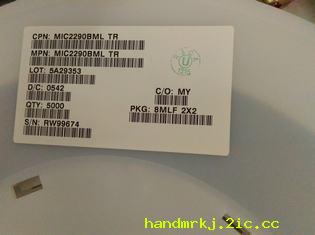 CPN: MIC2290BML TR
MPN: MIC2290BML TR
LOT: 5A29353
D/C: 0542
C/O: MY
QTY: 5000
PKG: 8MLF 2X2
S/N: RW99674
handmrkj.2ic.cc